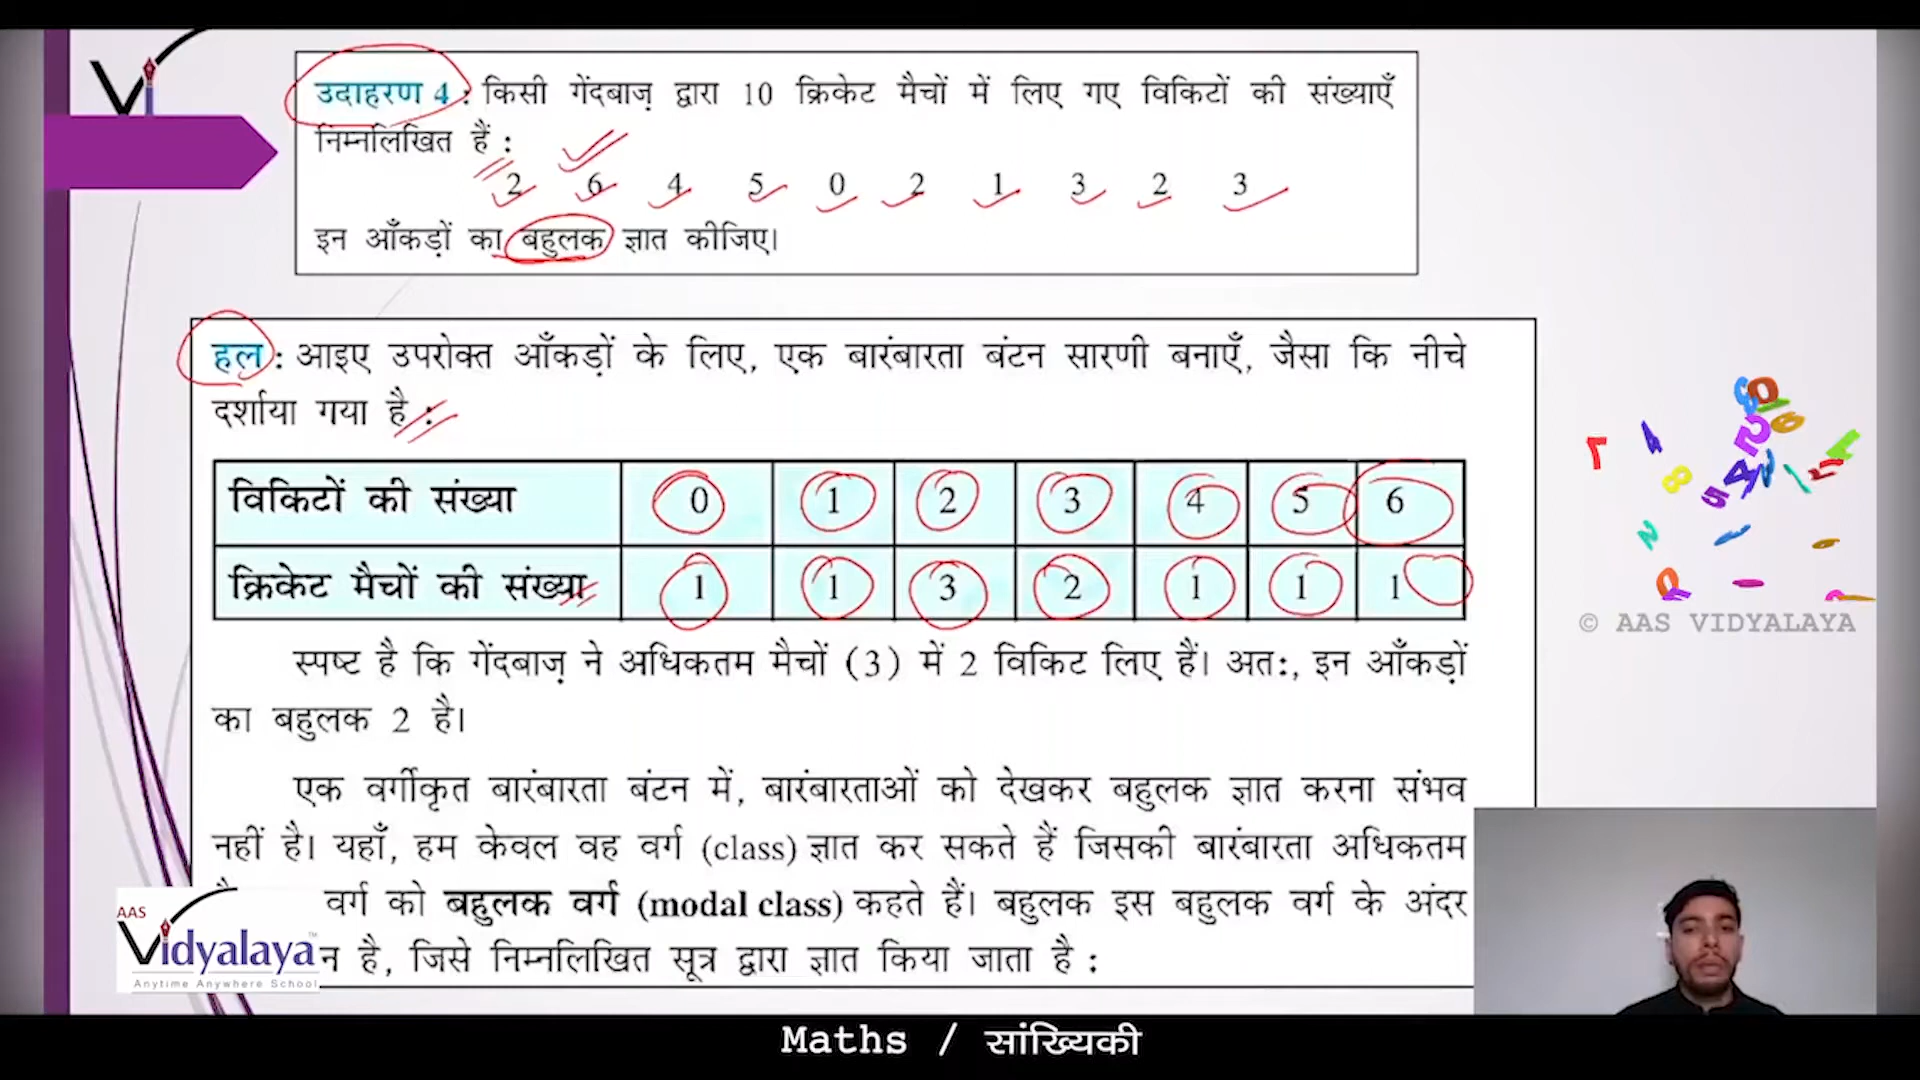 उदाहरण 4 : किसी गेंदबाज़ द्वारा 10 क्रिकेट मैचों में लिए गए विकिटों की संख्याएँ
निम्नलिखित हैं :
2 6 4 5 0 2 1 3 2 3
इन आँकड़ों का बहुलक ज्ञात कीजिए।
हल : आइए उपरोक्त आँकड़ों के लिए, एक बारंबारता बंटन सारणी बनाएँ, जैसा कि नीचे
दर्शाया गया है :
विकिटों की संख्या 0 1 2 3 4 5 6
क्रिकेट मैचों की संख्या 1 1 3 2 1 1 1
स्पष्ट है कि गेंदबाज़ ने अधिकतम मैचों (3) में 2 विकिट लिए हैं। अतः, इन आँकड़ों
का बहुलक 2 है।
एक वर्गीकृत बारंबारता बंटन में, बारंबारताओं को देखकर बहुलक ज्ञात करना संभव
नहीं है। यहाँ, हम केवल वह वर्ग (class) ज्ञात कर सकते हैं जिसकी बारंबारता अधिकतम
वर्ग को बहुलक वर्ग (modal class) कहते हैं। बहुलक इस बहुलक वर्ग के अंदर
न है, जिसे निम्नलिखित सूत्र द्वारा ज्ञात किया जाता है :
AAS
Vidyalaya
Anytime Anywhere School
© AAS VIDYALAYA
Maths / सांख्यिकी